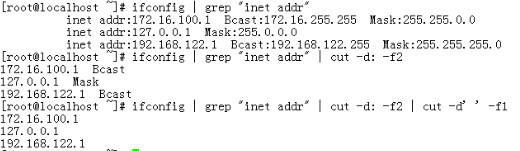 [root@localhost ~]# ifconfig | grep "inet addr"
          inet addr:172.16.100.1  Bcast:172.16.255.255  Mask:255.255.0.0
          inet addr:127.0.0.1  Mask:255.0.0.0
          inet addr:192.168.122.1  Bcast:192.168.122.255  Mask:255.255.255.0
[root@localhost ~]# ifconfig | grep "inet addr" | cut -d: -f2
172.16.100.1  Bcast
127.0.0.1  Mask
192.168.122.1  Bcast
[root@localhost ~]# ifconfig | grep "inet addr" | cut -d: -f2 | cut -d' ' -f1
172.16.100.1
127.0.0.1
192.168.122.1